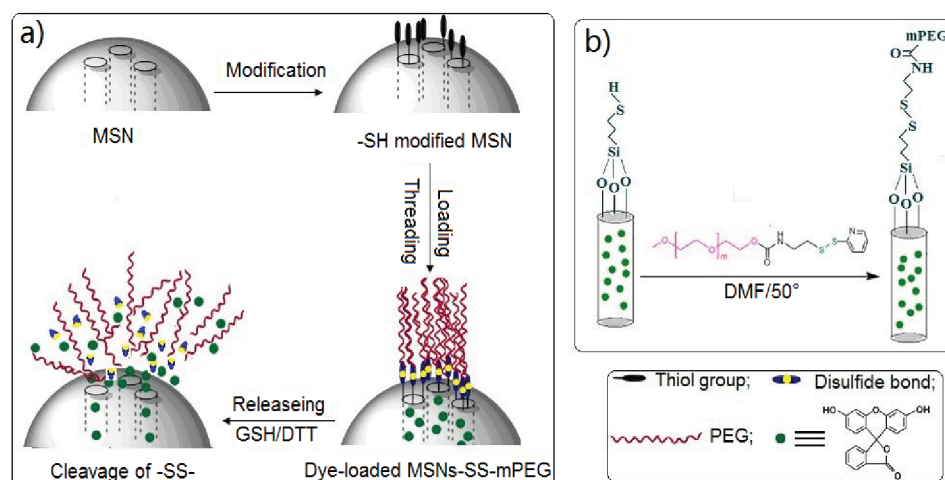 a)
MSN
Modification
-SH modified MSN
Threading
Loading
Dye-loaded MSNs-SS-mPEG
Releaseing
GSH/DTT
Cleavage of -SS-
b)
H
S
Si
O O O
O
N
H
O
S
S
N
m
O
O
DMF/50°
mPEG
O
NH
S
S
Si
O O O
Thiol group;
Disulfide bond;
PEG;
HO
O
OH
O
O